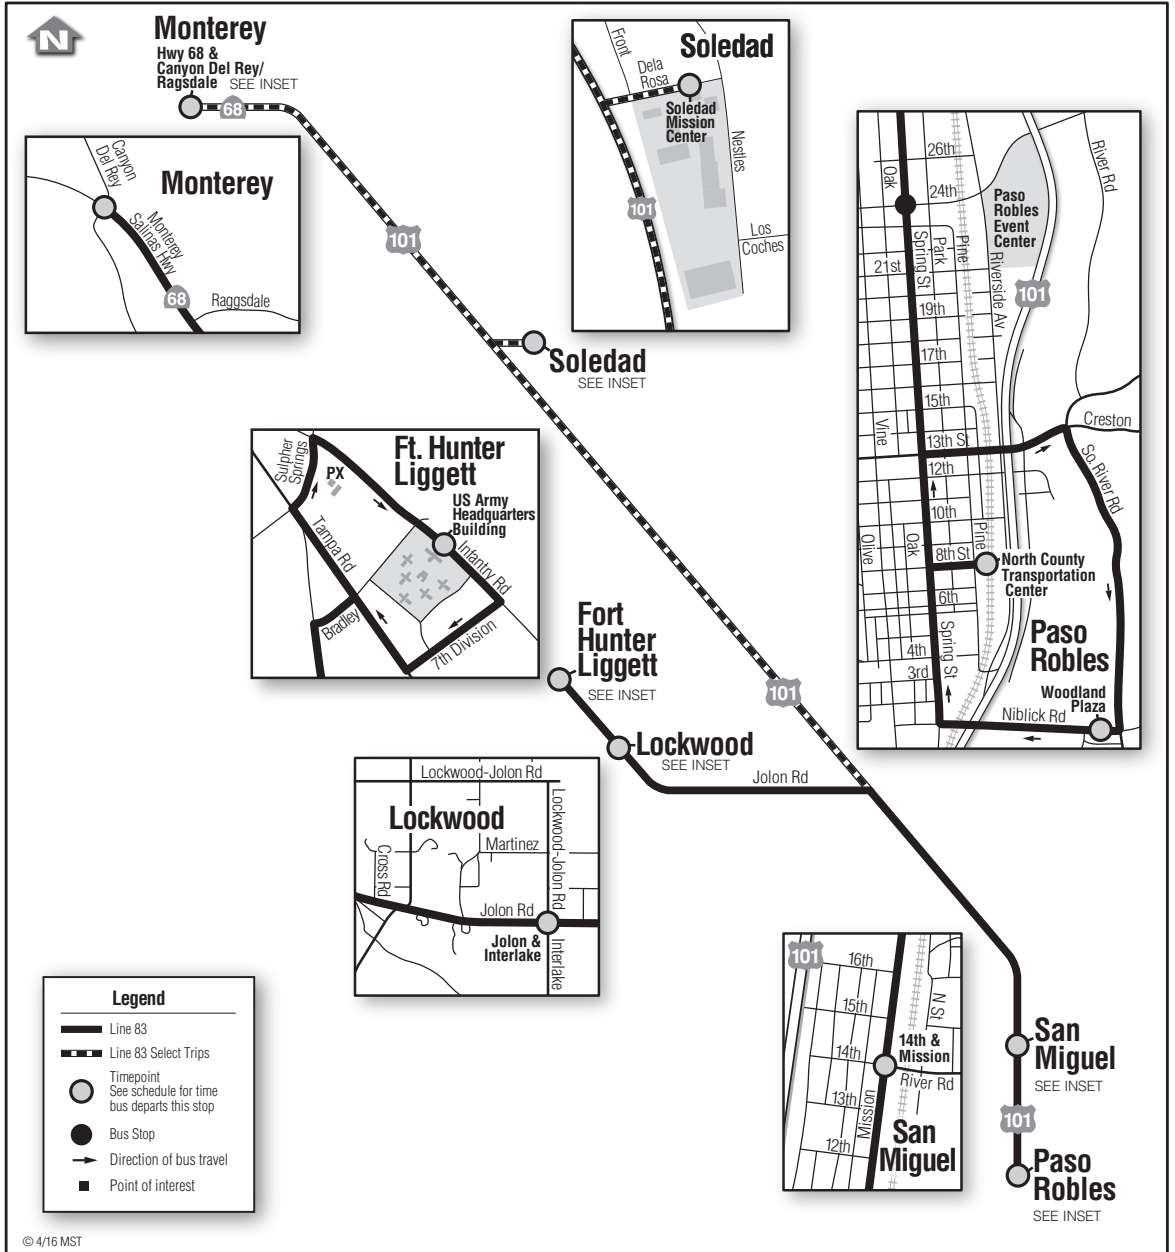 N
Monterey
Hwy 68 &
Canyon Del Rey/
Ragsdale SEE INSET
68
Canyon
Del Rey
Monterey
Monterey
Salinas Hwy
68
Raggsdale
101
Soledad
SEE INSET
Front
Soledad
Dela
Rosa
Soledad
Mission
Center
Nestles
101
Los
Coches
26th
Oak
24th
Paso
Robles
Event
Center
River Rd
Spring St
Park
Pine
21st
Riverside Av
101
19th
17th
15th
Vine
Creston
13th St
12th
So. River Rd
10th
Olive
Oak
Pine
8th St
North County
Transportation
Center
6th
Spring St
4th
3rd
Paso
Robles
Woodland
Plaza
Niblick Rd
Ft. Hunter
Liggett
Sulpher
Springs
PX
US Army
Headquarters
Building
Tampa Rd
Infantry Rd
Bradley
7th Division
Fort
Hunter
Liggett
SEE INSET
101
Lockwood
SEE INSET
Jolon Rd
Lockwood-Jolon Rd
Lockwood
Lockwood-Jolon Rd
Martinez
Cross Rd
Jolon Rd
Jolon &
Interlake
Interlake
101
16th
15th
N St
14th
14th &
Mission
River Rd
13th
Mission
12th
San
Miguel
San
Miguel
SEE INSET
101
Paso
Robles
SEE INSET
Legend
Line 83
Line 83 Select Trips
Timepoint
See schedule for time
bus departs this stop
Bus Stop
Direction of bus travel
Point of interest
© 4/16 MST